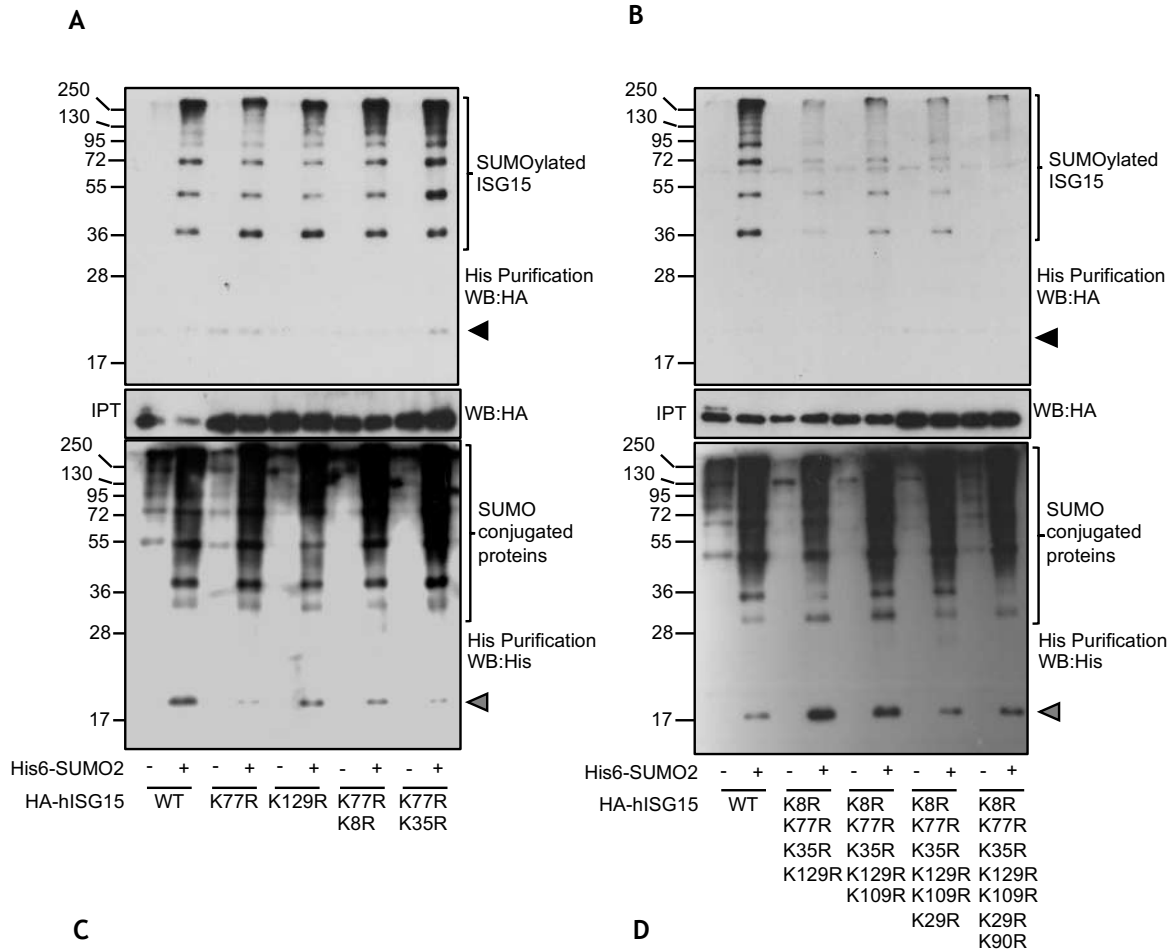 A
250
130
95
72
55
36
28
17
SUMOylated
ISG15
His Purification
WB:HA
IPT
WB:HA
250
130
95
72
55
36
28
17
SUMO
conjugated
proteins
His Purification
WB:His
His6-SUMO2 - + - + - + - + - +
HA-hISG15 WT K77R K129R K77R K77R
K8R K35R
B
250
130
95
72
55
36
28
17
SUMOylated
ISG15
His Purification
WB:HA
IPT
WB:HA
250
130
95
72
55
36
28
17
SUMO
conjugated
proteins
His Purification
WB:His
His6-SUMO2 - + - + - + - + - +
HA-hISG15 WT K8R K8R K8R K8R
K77R K77R K77R K77R
K35R K35R K35R K35R
K129R K129R K129R K129R
K109R K109R K109R
K29R K29R
K90R
C
D